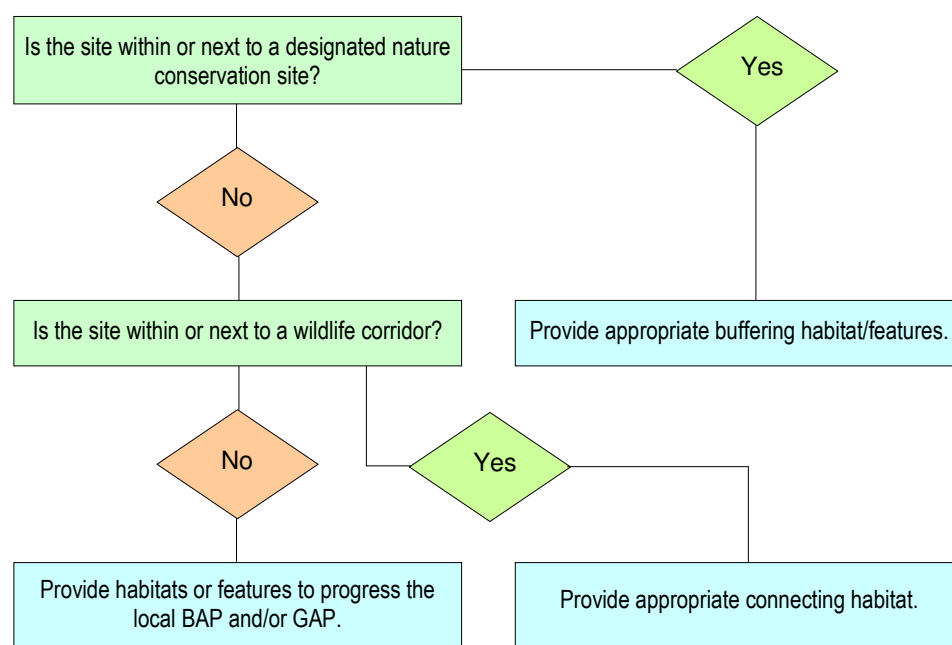 Is the site within or next to a designated nature
conservation site?
Yes
No
Is the site within or next to a wildlife corridor?
Provide appropriate buffering habitat/features.
No
Yes
Provide habitats or features to progress the
local BAP and/or GAP.
Provide appropriate connecting habitat.